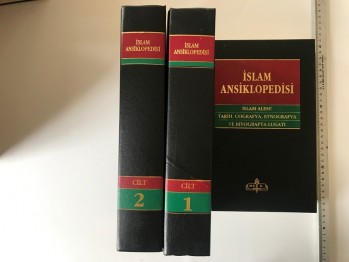 İSLAM
ANSİKLOPEDİSİ
CİLT
2
İSLAM
ANSİKLOPEDİSİ
CİLT
1
İSLAM
ANSİKLOPEDİSİ
İSLAM ALEMİ
TARİH, COĞRAFYA, ETNOGRAFYA
VE BİYOGRAFYA LUGATI